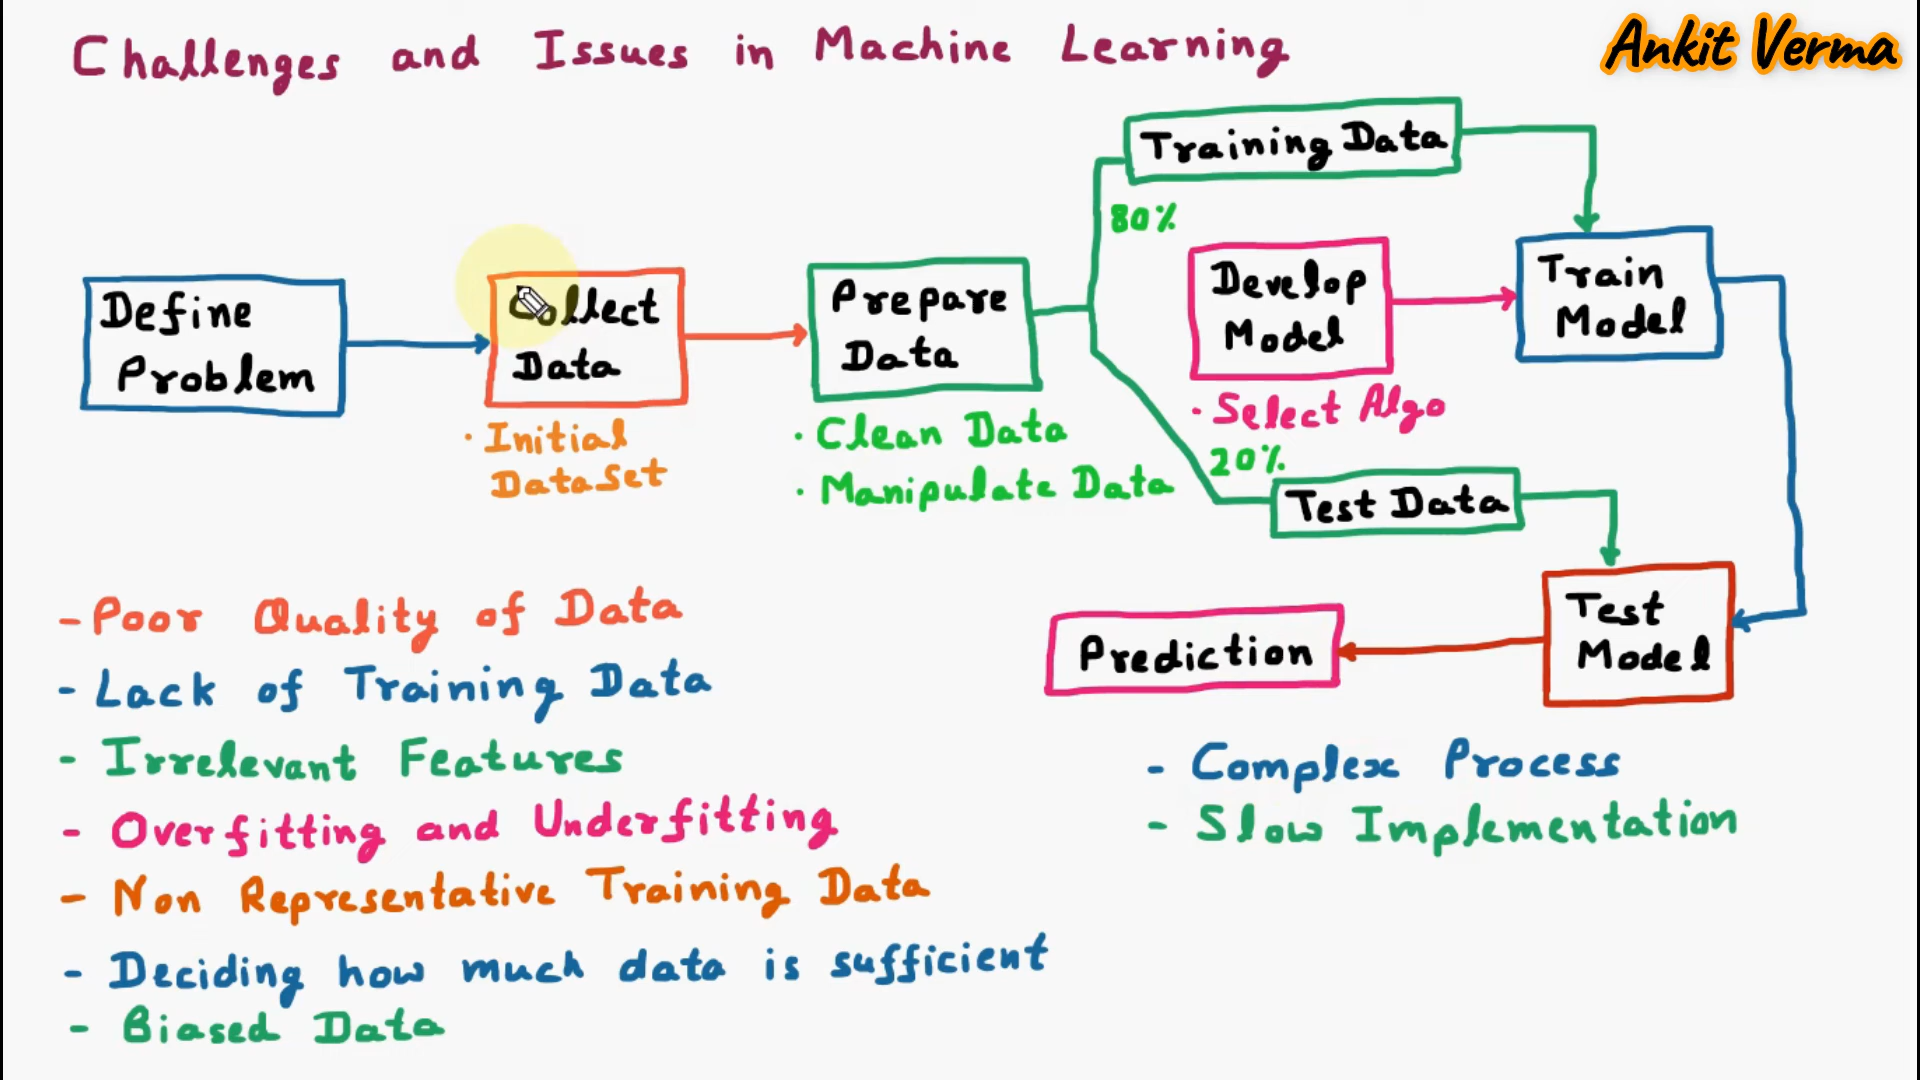 Challenges and Issues in Machine Learning
Ankit Verma
Define
Problem
Collect
Data
· Initial
DataSet
Prepare
Data
· Clean Data
· Manipulate Data
80%
Training Data
Develop
Model
· Select Algo
Train
Model
20%
Test Data
Test
Model
Prediction
- Poor Quality of Data
- Lack of Training Data
- Irrelevant Features
- Overfitting and Underfitting
- Non Representative Training Data
- Deciding how much data is sufficient
- Biased Data
- Complex Process
- Slow Implementation